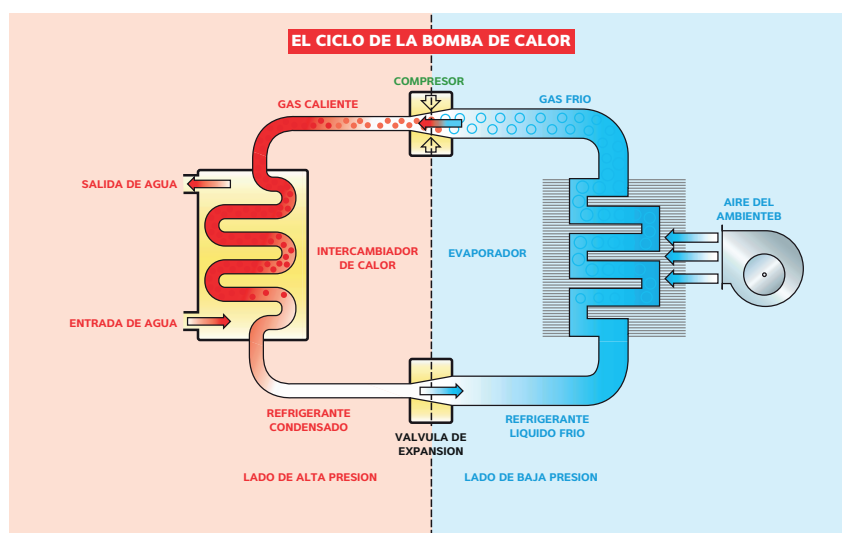 EL CICLO DE LA BOMBA DE CALOR
COMPRESOR
GAS CALIENTE
GAS FRIO
SALIDA DE AGUA
AIRE DEL
AMBIENTEB
INTERCAMBIADOR
DE CALOR
EVAPORADOR
ENTRADA DE AGUA
REFRIGERANTE
CONDENSADO
VALVULA DE
EXPANSION
REFRIGERANTE
LIQUIDO FRIO
LADO DE ALTA PRESION
LADO DE BAJA PRESION